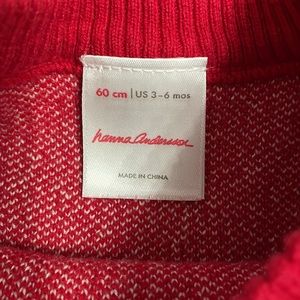 60 cm | US 3-6 mos
hanna andersson
MADE IN CHINA